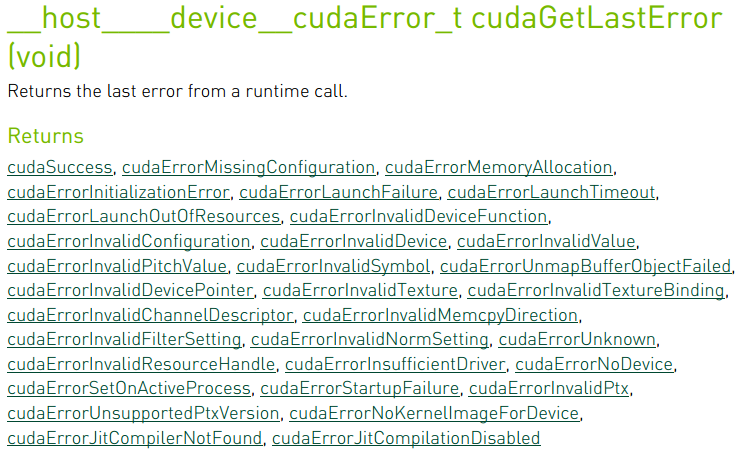 __host____device__cudaError_t cudaGetLastError
(void)
Returns the last error from a runtime call.
Returns
cudaSuccess, cudaErrorMissingConfiguration, cudaErrorMemoryAllocation,
cudaErrorInitializationError, cudaErrorLaunchFailure, cudaErrorLaunchTimeout,
cudaErrorLaunchOutOfResources, cudaErrorInvalidDeviceFunction,
cudaErrorInvalidConfiguration, cudaErrorInvalidDevice, cudaErrorInvalidValue,
cudaErrorInvalidPitchValue, cudaErrorInvalidSymbol, cudaErrorUnmapBufferObjectFailed,
cudaErrorInvalidDevicePointer, cudaErrorInvalidTexture, cudaErrorInvalidTextureBinding,
cudaErrorInvalidChannelDescriptor, cudaErrorInvalidMemcpyDirection,
cudaErrorInvalidFilterSetting, cudaErrorInvalidNormSetting, cudaErrorUnknown,
cudaErrorInvalidResourceHandle, cudaErrorInsufficientDriver, cudaErrorNoDevice,
cudaErrorSetOnActiveProcess, cudaErrorStartupFailure, cudaErrorInvalidPtx,
cudaErrorUnsupportedPtxVersion, cudaErrorNoKernelImageForDevice,
cudaErrorJitCompilerNotFound, cudaErrorJitCompilationDisabled